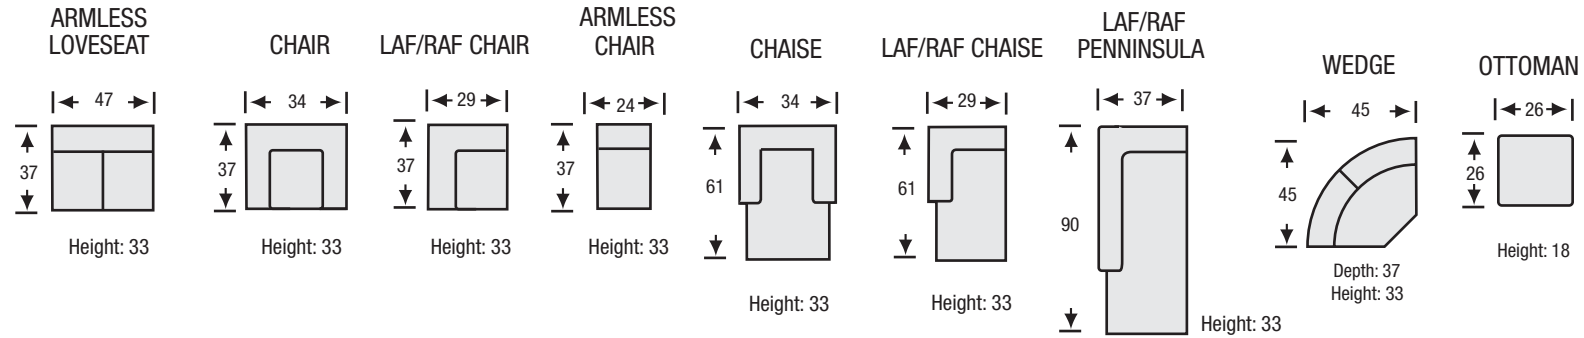 ARMLESS
LOVESEAT
47
37
Height: 33
CHAIR
34
37
Height: 33
LAF/RAF CHAIR
29
37
Height: 33
ARMLESS
CHAIR
24
37
Height: 33
CHAISE
34
61
Height: 33
LAF/RAF CHAISE
29
61
Height: 33
LAF/RAF
PENNINSULA
37
90
Height: 33
WEDGE
45
45
Depth: 37
Height: 33
OTTOMAN
26
26
Height: 18